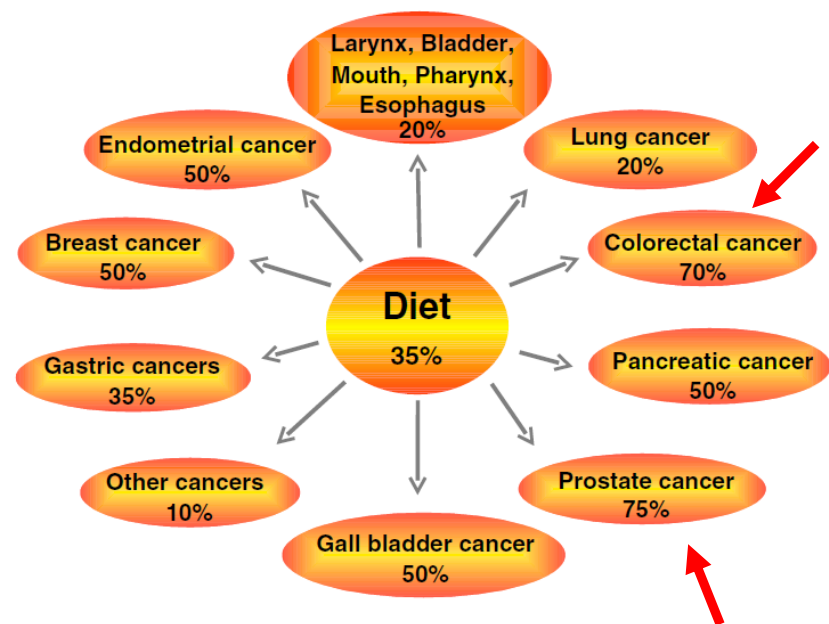 Larynx, Bladder,
Mouth, Pharynx,
Esophagus
20%
Endometrial cancer
50%
Lung cancer
20%
Breast cancer
50%
Colorectal cancer
70%
Diet
35%
Gastric cancers
35%
Pancreatic cancer
50%
Other cancers
10%
Prostate cancer
75%
Gall bladder cancer
50%